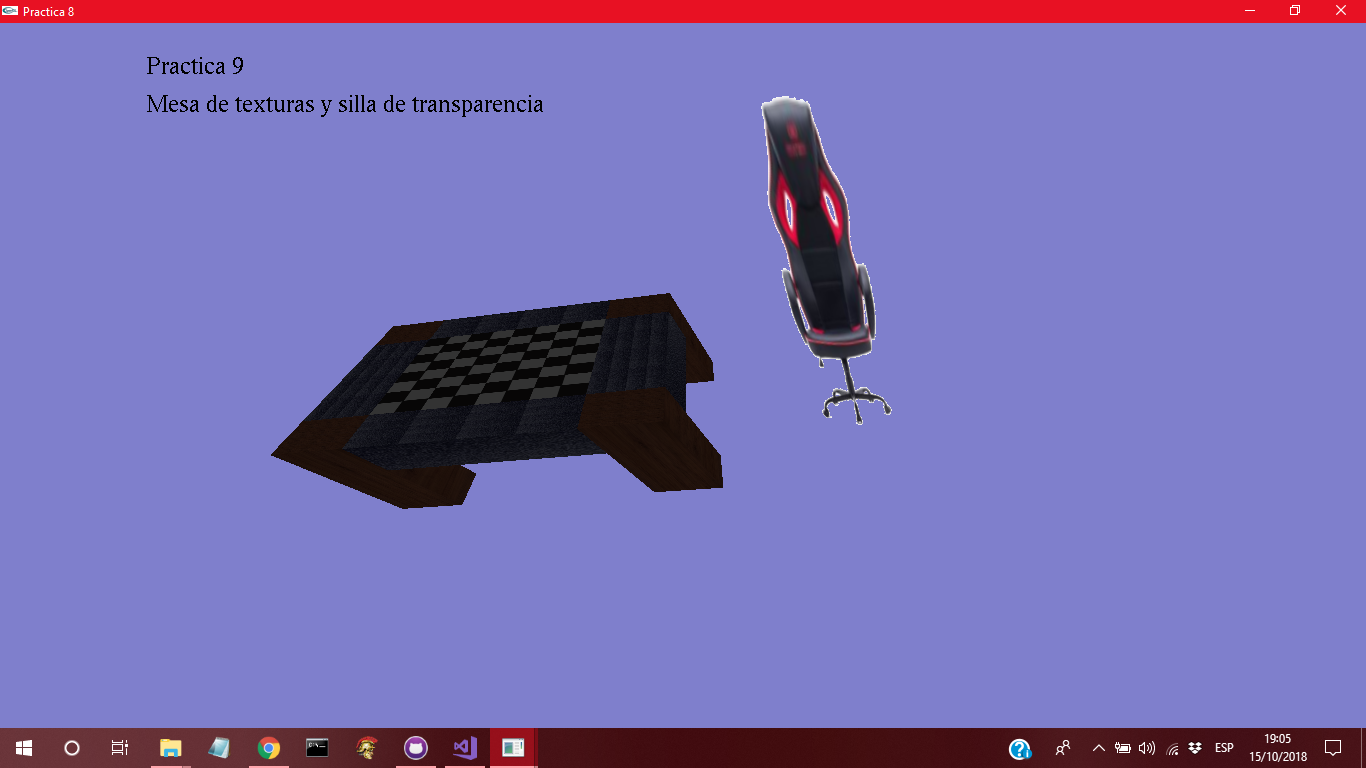 Practica 8
Practica 9
Mesa de texturas y silla de transparencia
ESP
19:05
15/10/2018